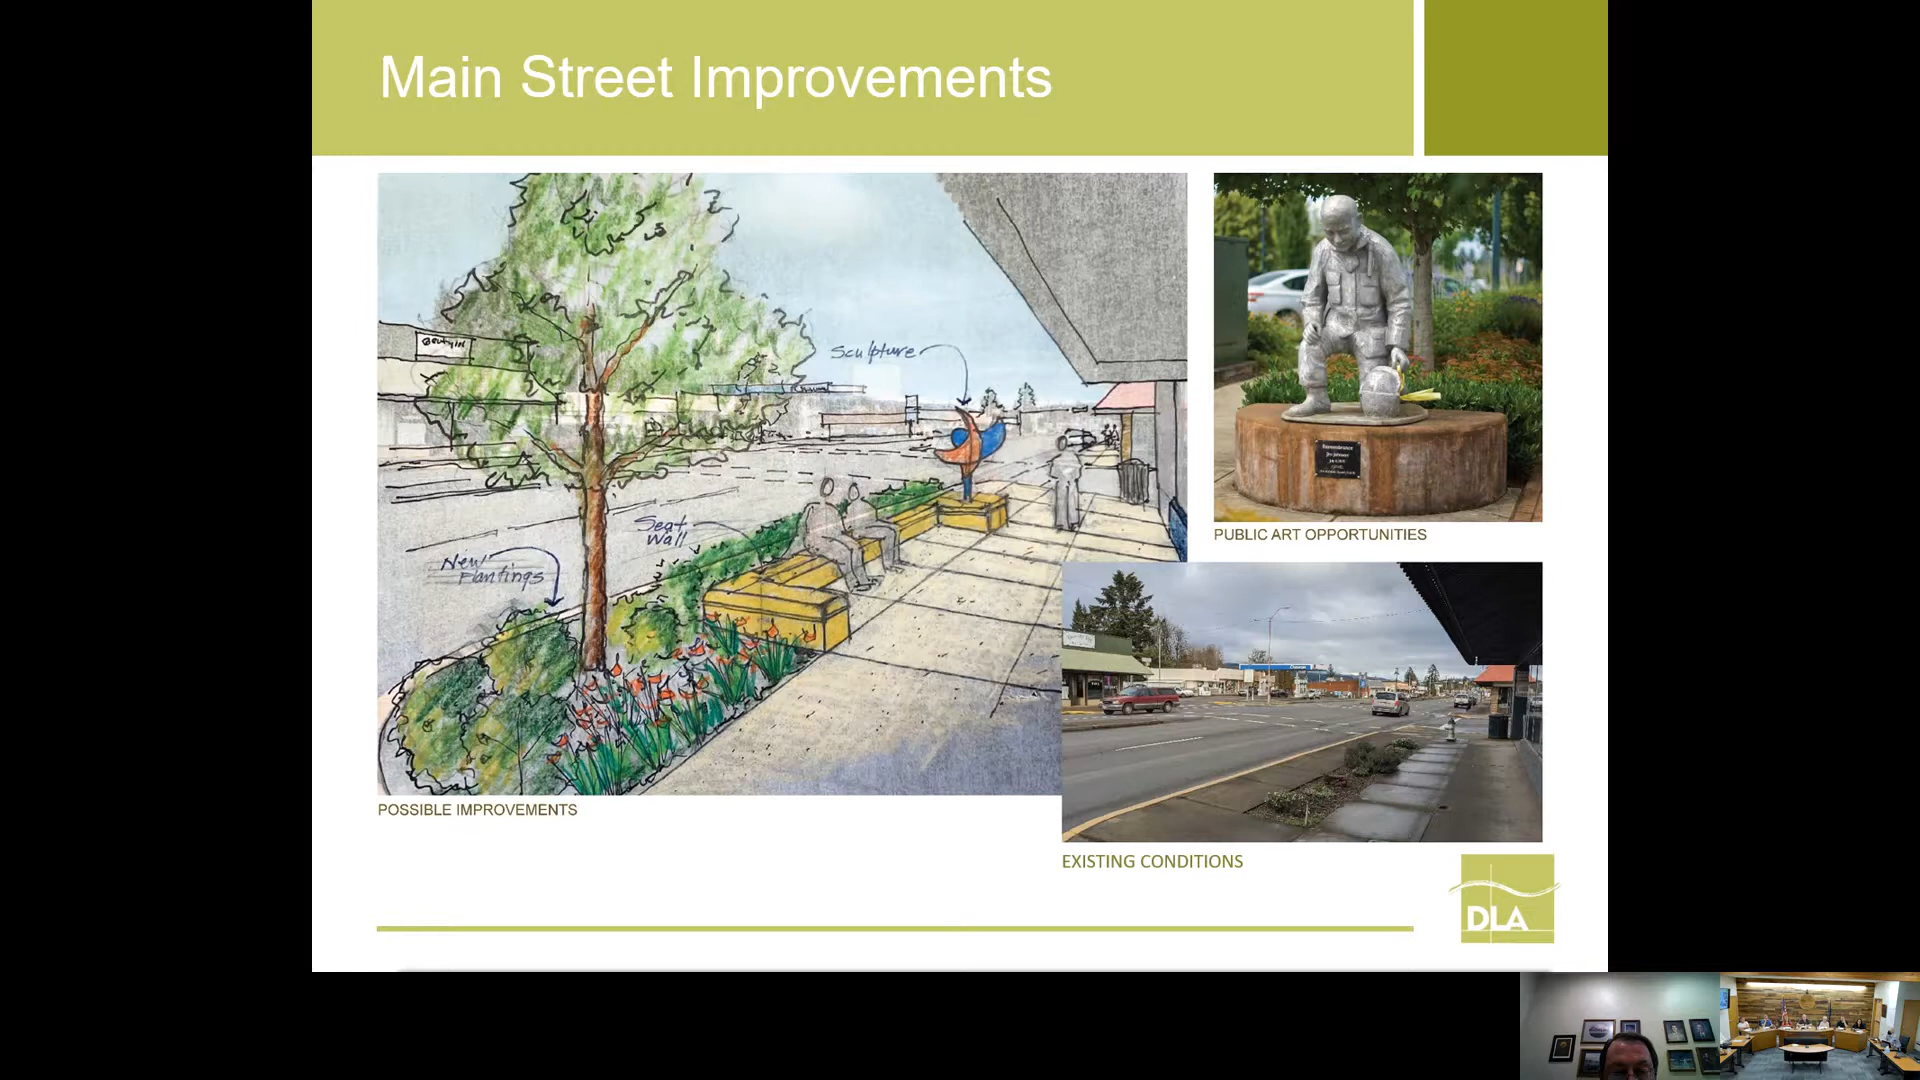 Main Street Improvements
Sculpture
Seat
Wall
New
Plantings
PUBLIC ART OPPORTUNITIES
POSSIBLE IMPROVEMENTS
EXISTING CONDITIONS
DLA